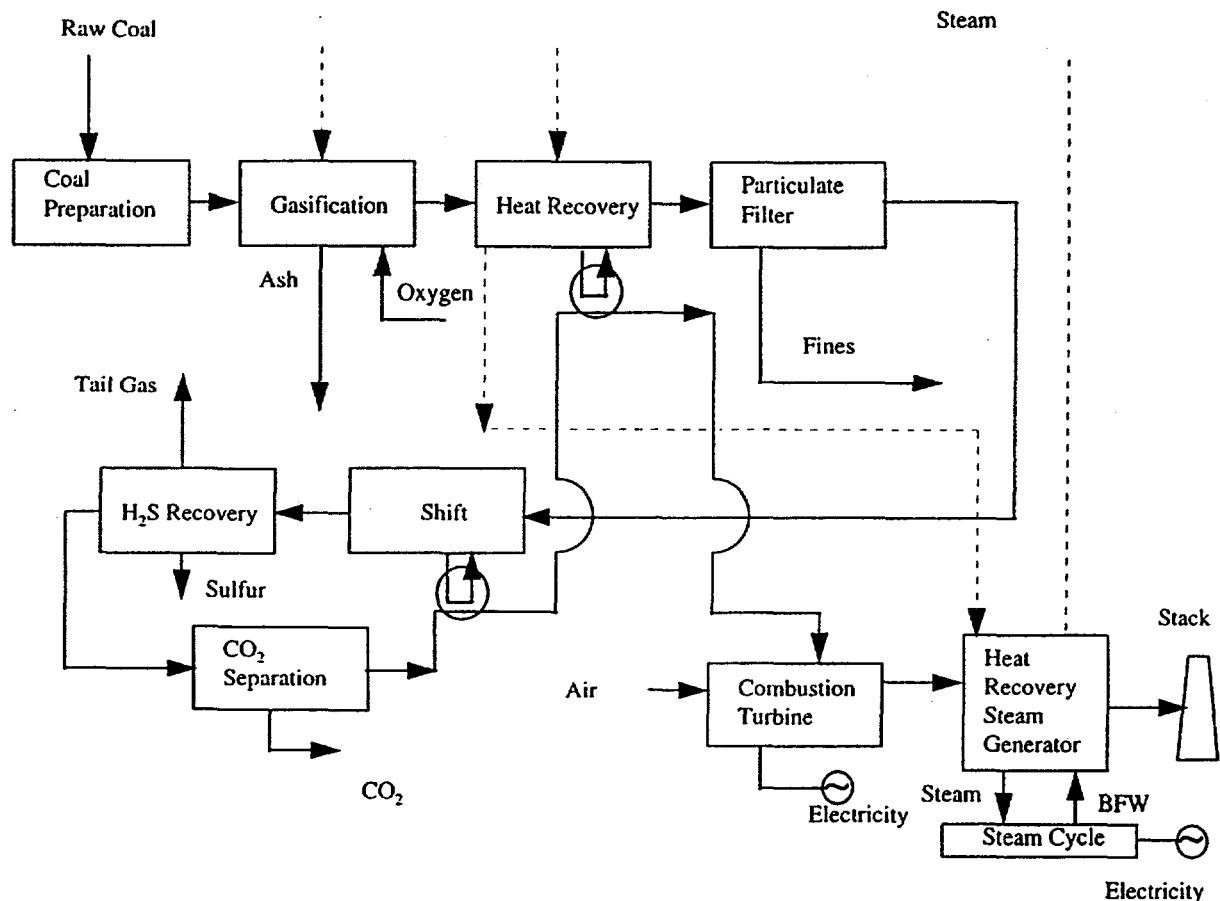 Raw Coal
Steam
Coal
Preparation
Gasification
Heat Recovery
Particulate
Filter
Ash
Oxygen
Fines
Tail Gas
H₂S Recovery
Shift
Sulfur
CO₂
Separation
CO₂
Air
Combustion
Turbine
Electricity
Heat
Recovery
Steam
Generator
Stack
Steam
BFW
Steam Cycle
Electricity